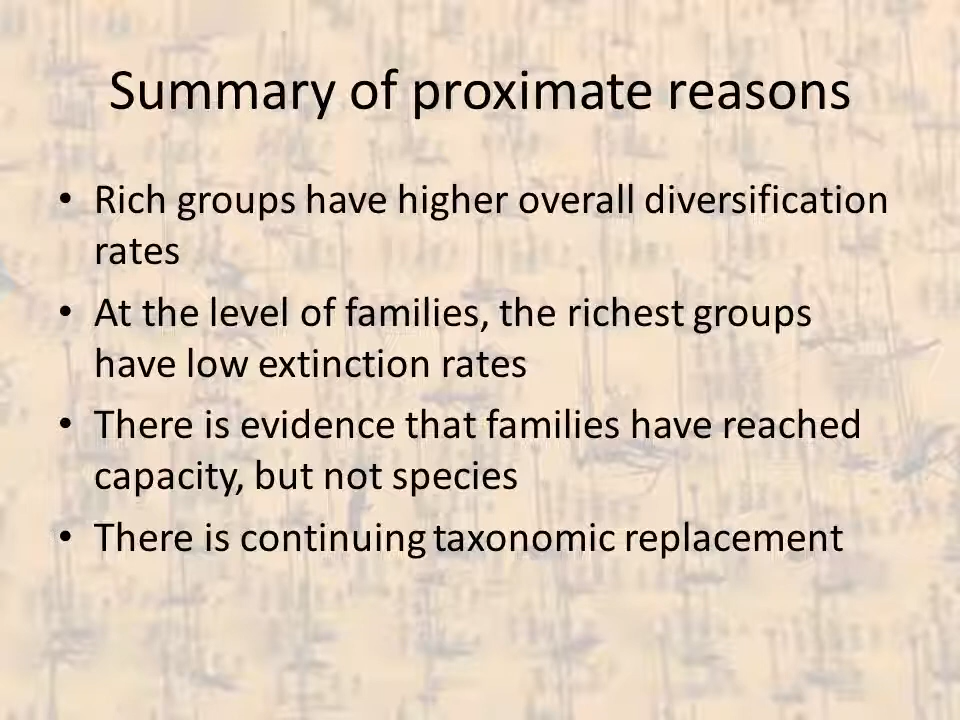 Summary of proximate reasons
• Rich groups have higher overall diversification
rates
• At the level of families, the richest groups
have low extinction rates
• There is evidence that families have reached
capacity, but not species
• There is continuing taxonomic replacement